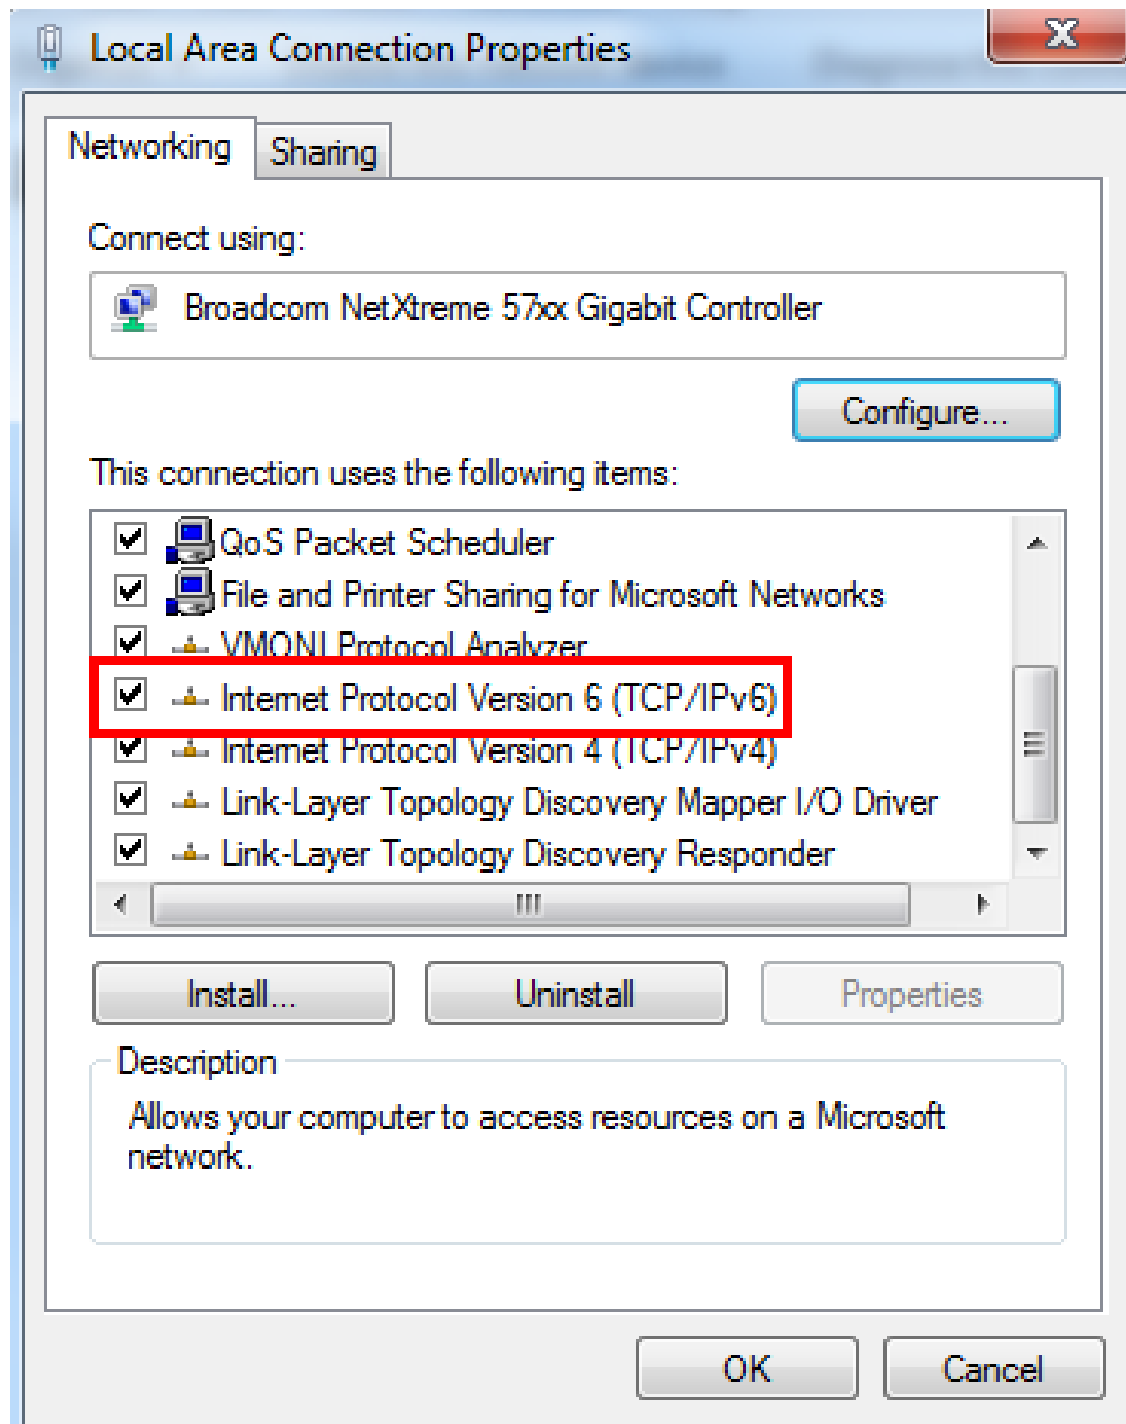 Local Area Connection Properties
Networking
Sharing
Connect using:
Broadcom NetXtreme 57xx Gigabit Controller
Configure...
This connection uses the following items:
QoS Packet Scheduler
File and Printer Sharing for Microsoft Networks
VMONI Protocol Analyzer
Internet Protocol Version 6 (TCP/IPv6)
Internet Protocol Version 4 (TCP/IPv4)
Link-Layer Topology Discovery Mapper I/O Driver
Link-Layer Topology Discovery Responder
Install...
Uninstall
Properties
Description
Allows your computer to access resources on a Microsoft
network.
OK
Cancel